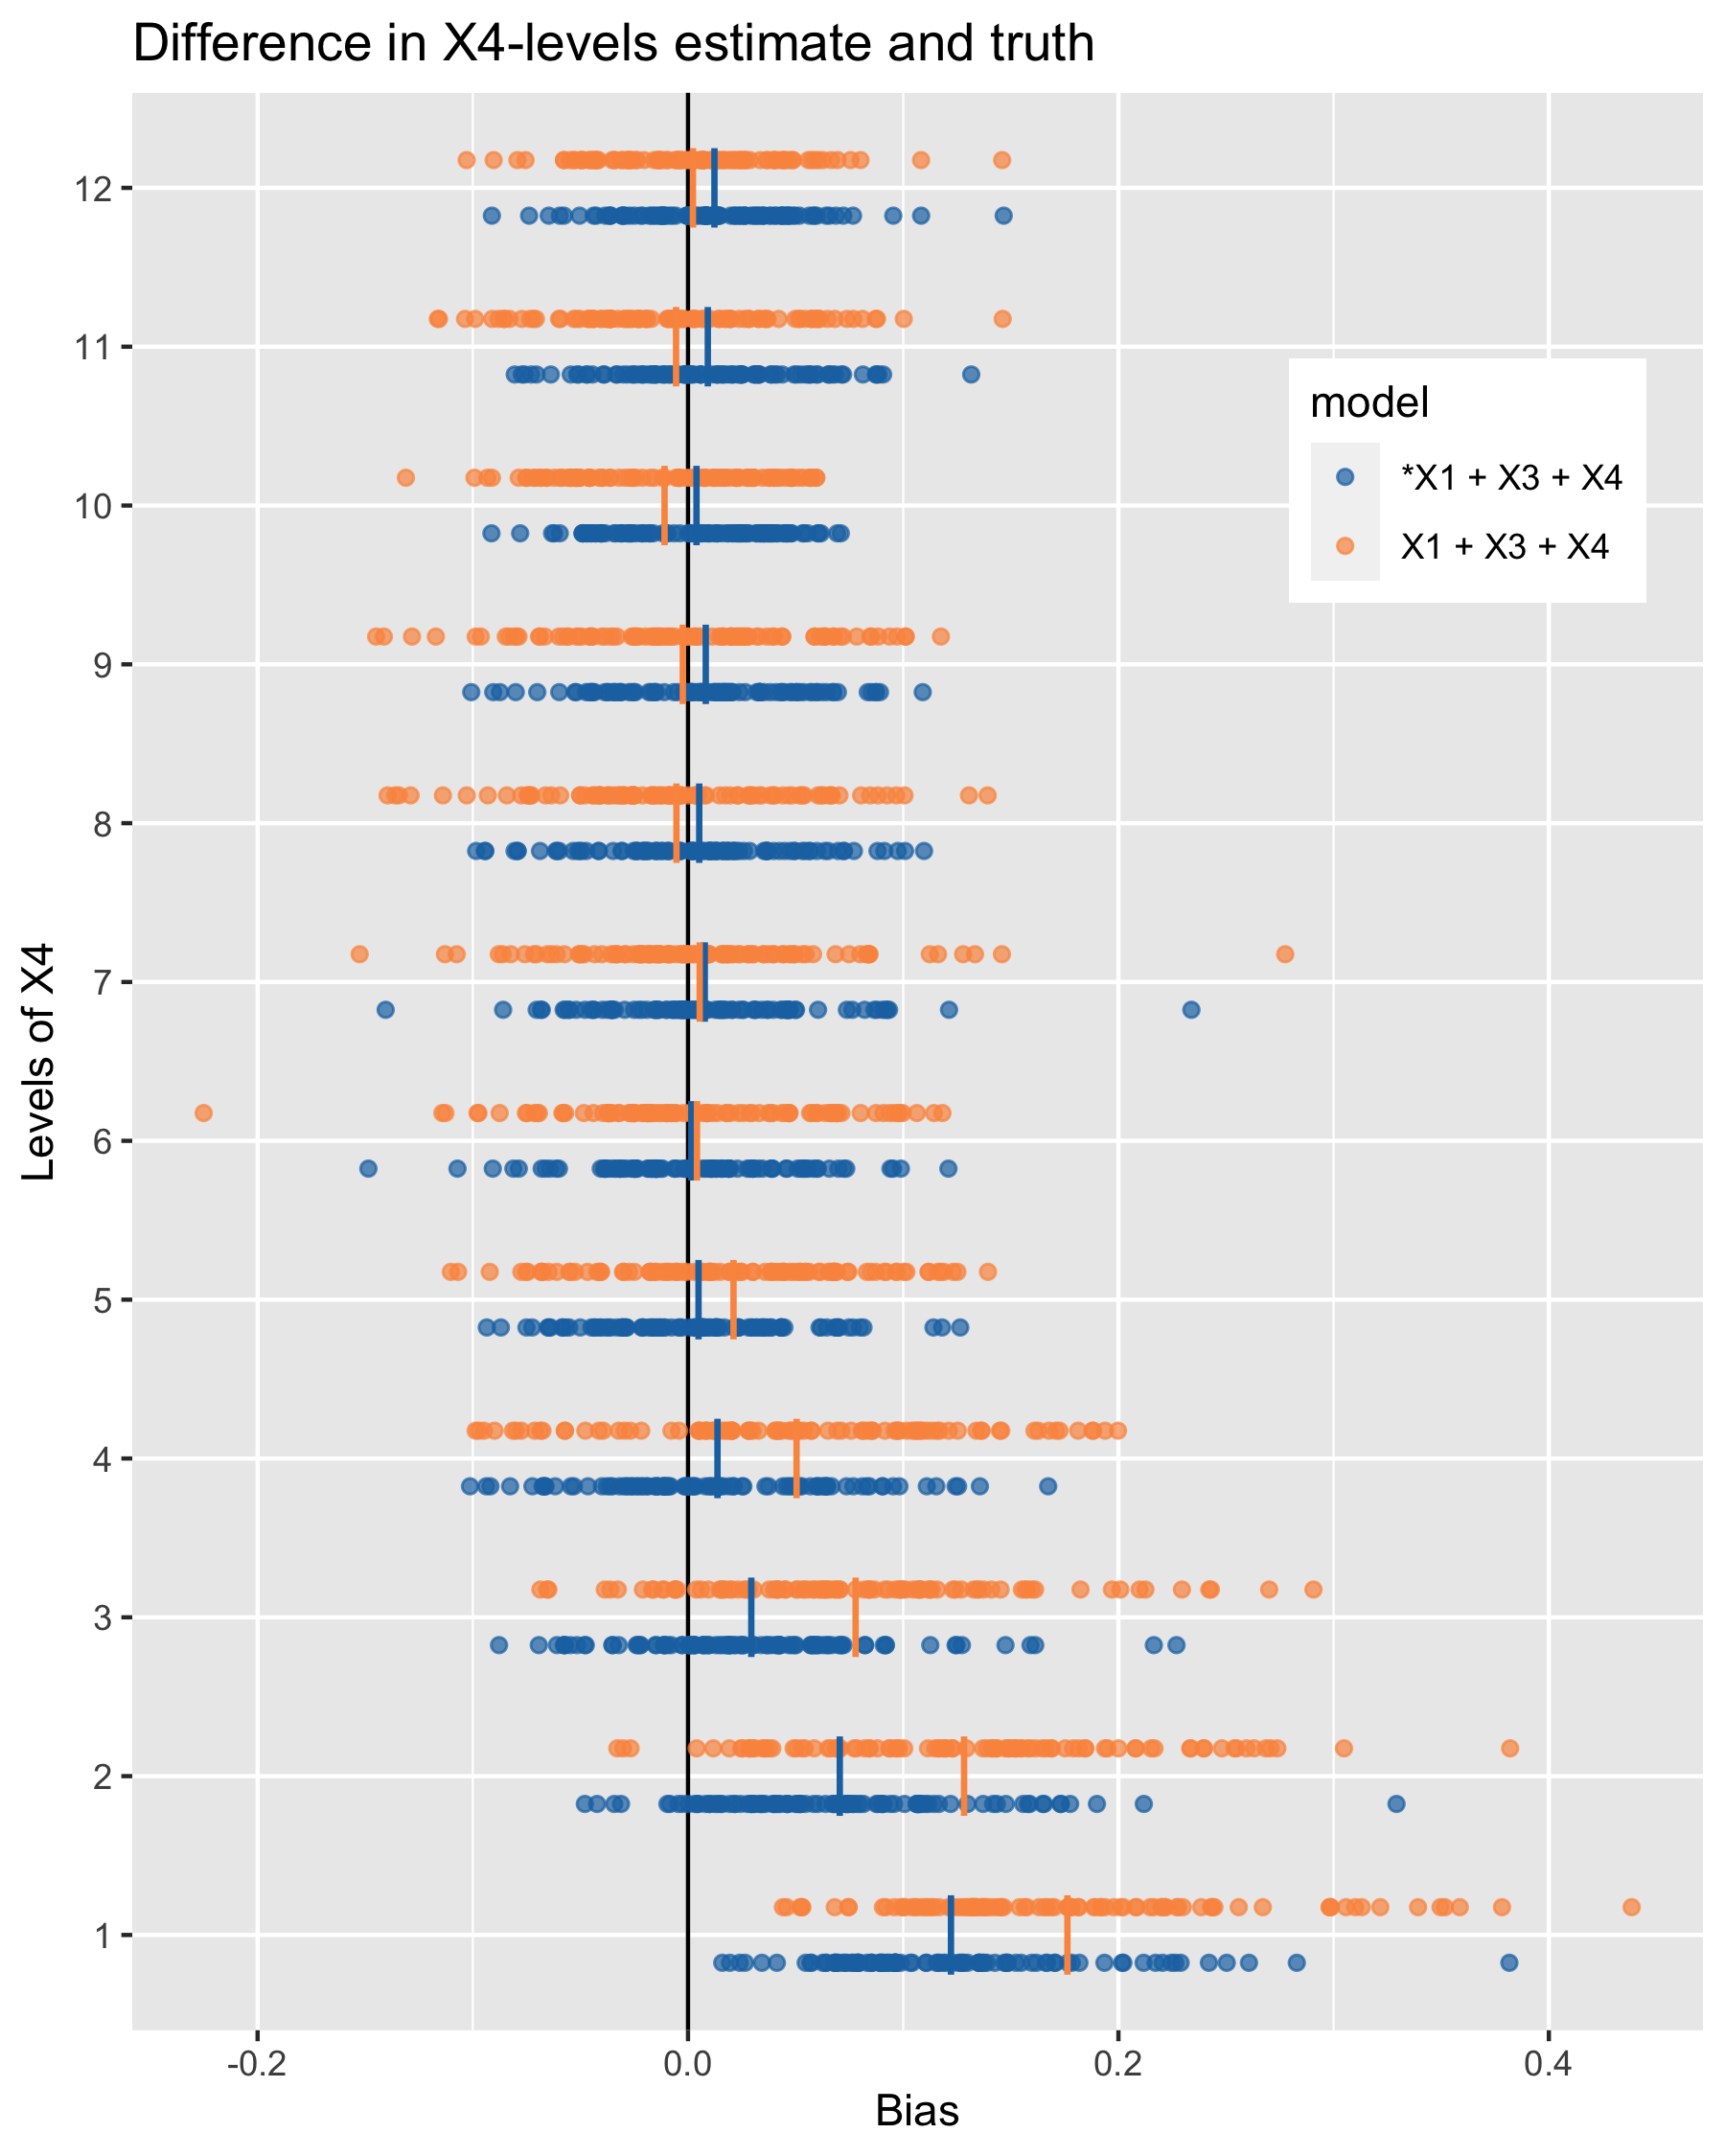 Difference in X4-levels estimate and truth
12
11
10
9
8
7
6
5
4
3
2
1
Levels of X4
model
*X1 + X3 + X4
X1 + X3 + X4
-0.2
0.0
0.2
0.4
Bias